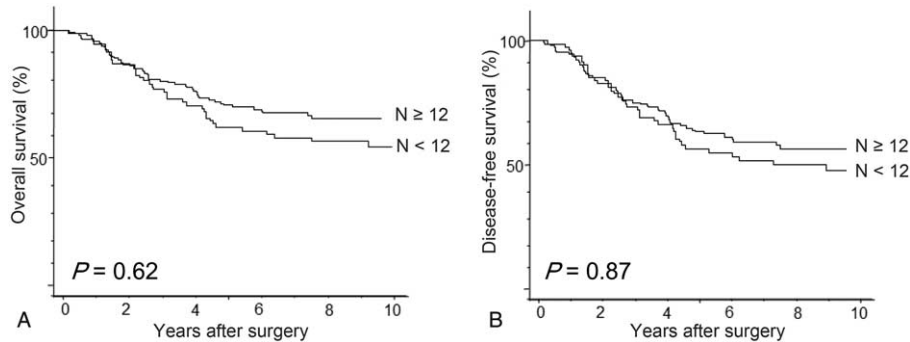 Overall survival (%)
100
50
N ≥ 12
N < 12
P = 0.62
0 2 4 6 8 10
Years after surgery
A
Disease-free survival (%)
100
50
N ≥ 12
N < 12
P = 0.87
0 2 4 6 8 10
Years after surgery
B